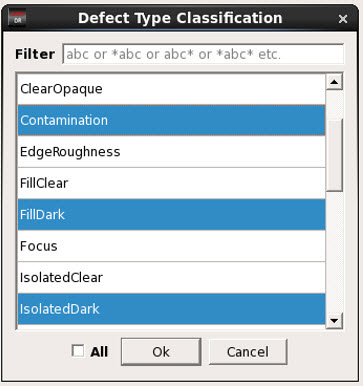 DR
Defect Type Classification
Filter
abc or *abc or abc* or *abc* etc.
ClearOpaque
Contamination
EdgeRoughness
FillClear
FillDark
Focus
IsolatedClear
IsolatedDark
All
Ok
Cancel